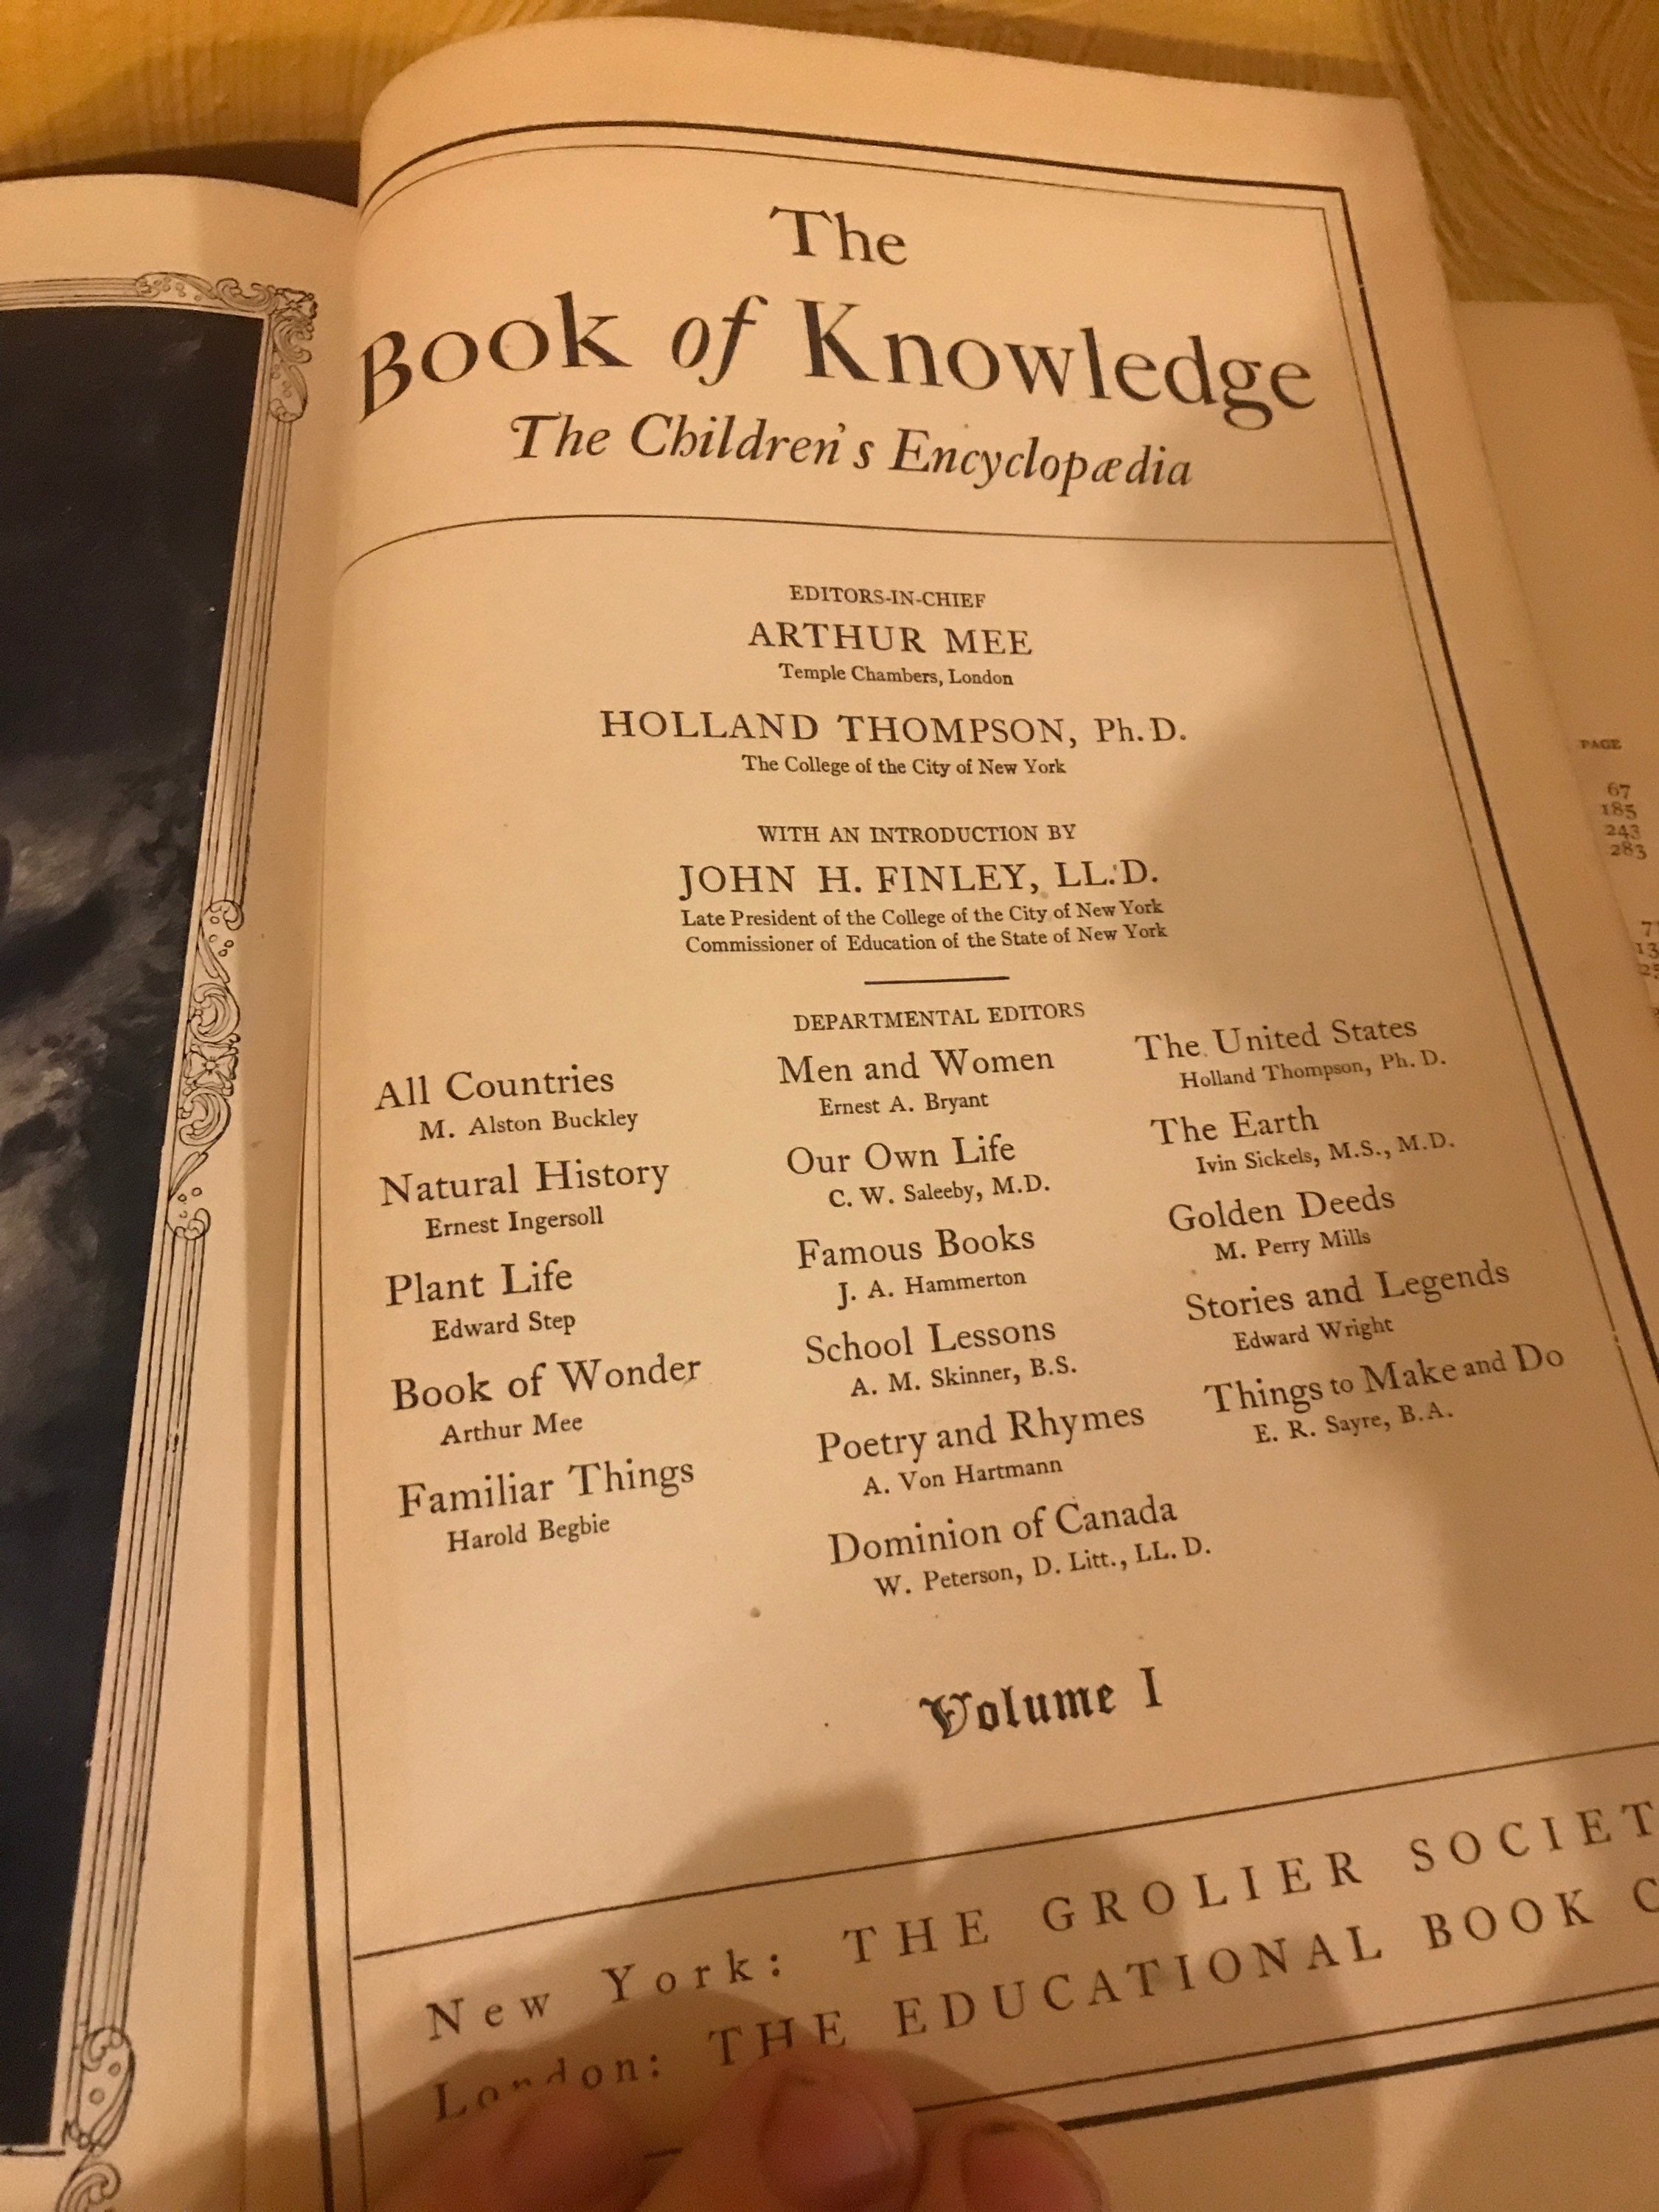 The
Book of Knowledge
The Children's Encyclopædia
EDITORS-IN-CHIEF
ARTHUR MEE
Temple Chambers, London
HOLLAND THOMPSON, Ph.D.
The College of the City of New York
WITH AN INTRODUCTION BY
JOHN H. FINLEY, LL.D.
Late President of the College of the City of New York
Commissioner of Education of the State of New York
DEPARTMENTAL EDITORS
All Countries
M. Alston Buckley
Natural History
Ernest Ingersoll
Plant Life
Edward Step
Book of Wonder
Arthur Mee
Familiar Things
Harold Begbie
Men and Women
Ernest A. Bryant
Our Own Life
C. W. Saleeby, M.D.
Famous Books
J. A. Hammerton
School Lessons
A. M. Skinner, B.S.
Poetry and Rhymes
A. Von Hartmann
Dominion of Canada
W. Peterson, D. Litt., LL. D.
The United States
Holland Thompson, Ph. D.
The Earth
Ivin Sickels, M.S., M.D.
Golden Deeds
M. Perry Mills
Stories and Legends
Edward Wright
Things to Make and Do
E. R. Sayre, B.A.
Volume I
New York: THE GROLIER SOCIET
London: THE EDUCATIONAL BOOK C
PAGE
67
185
243
283